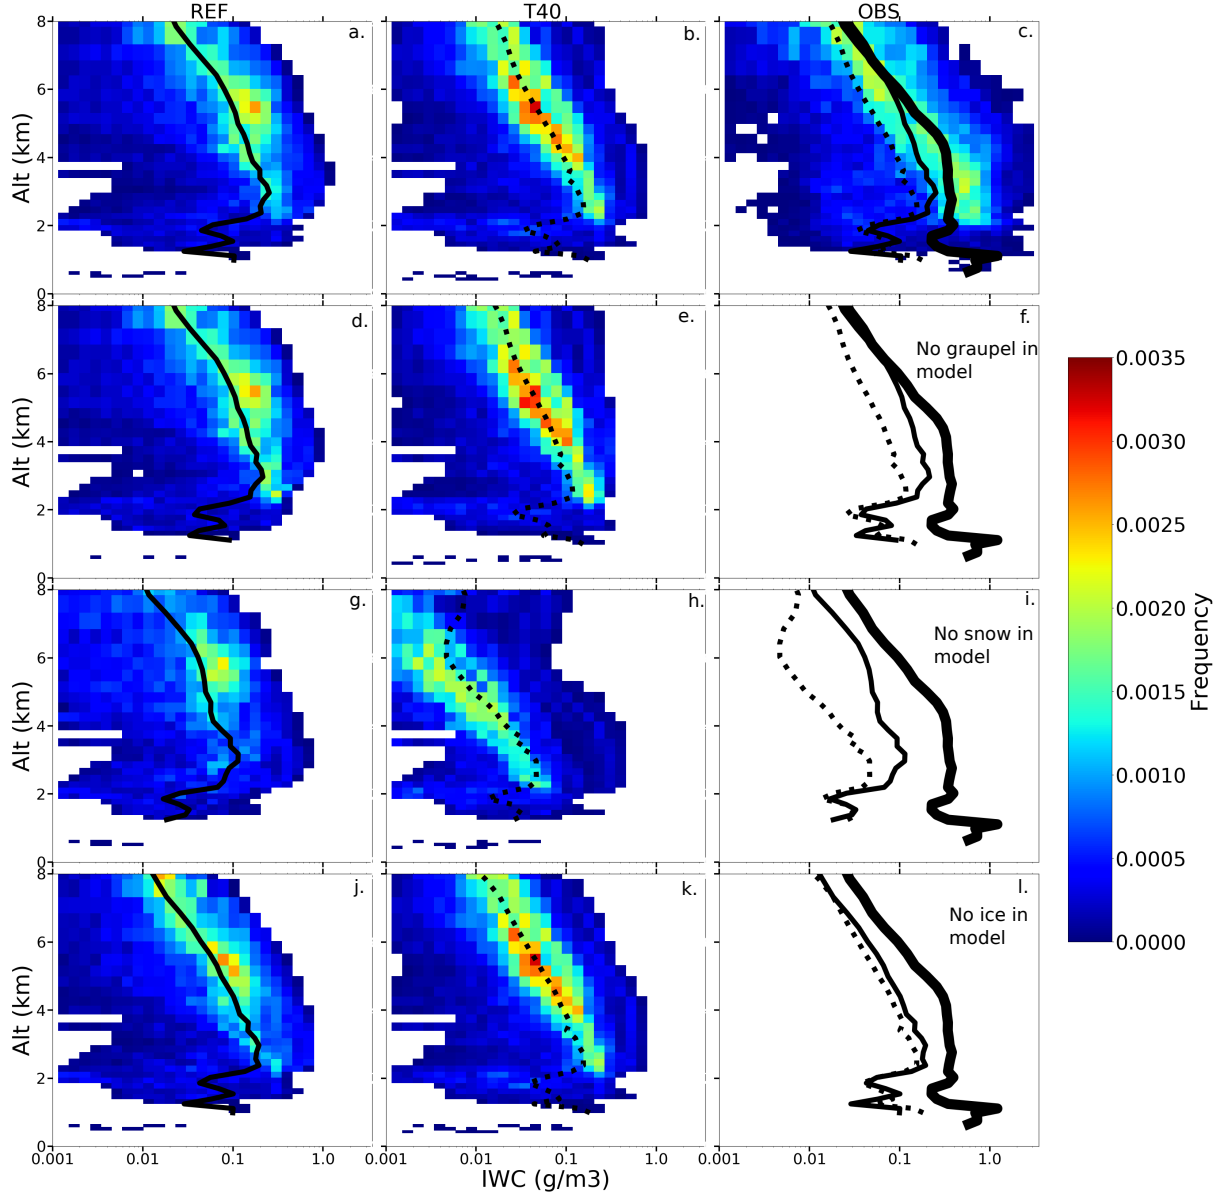 REF T40 OBS
8 a. b. c.
6
4
2
0
Alt (km)
8 d. e. f.
No graupel in
model
6
4
2
0
Alt (km)
8 g. h. i.
No snow in
model
6
4
2
0
Alt (km)
8 j. k. l.
No ice in
model
6
4
2
0
Alt (km)
0.001 0.01 0.1 1.0 0.01 0.1 1.0 0.01 0.1 1.0
IWC (g/m3)
0.0035
0.0030
0.0025
0.0020
0.0015
0.0010
0.0005
0.0000
Frequency